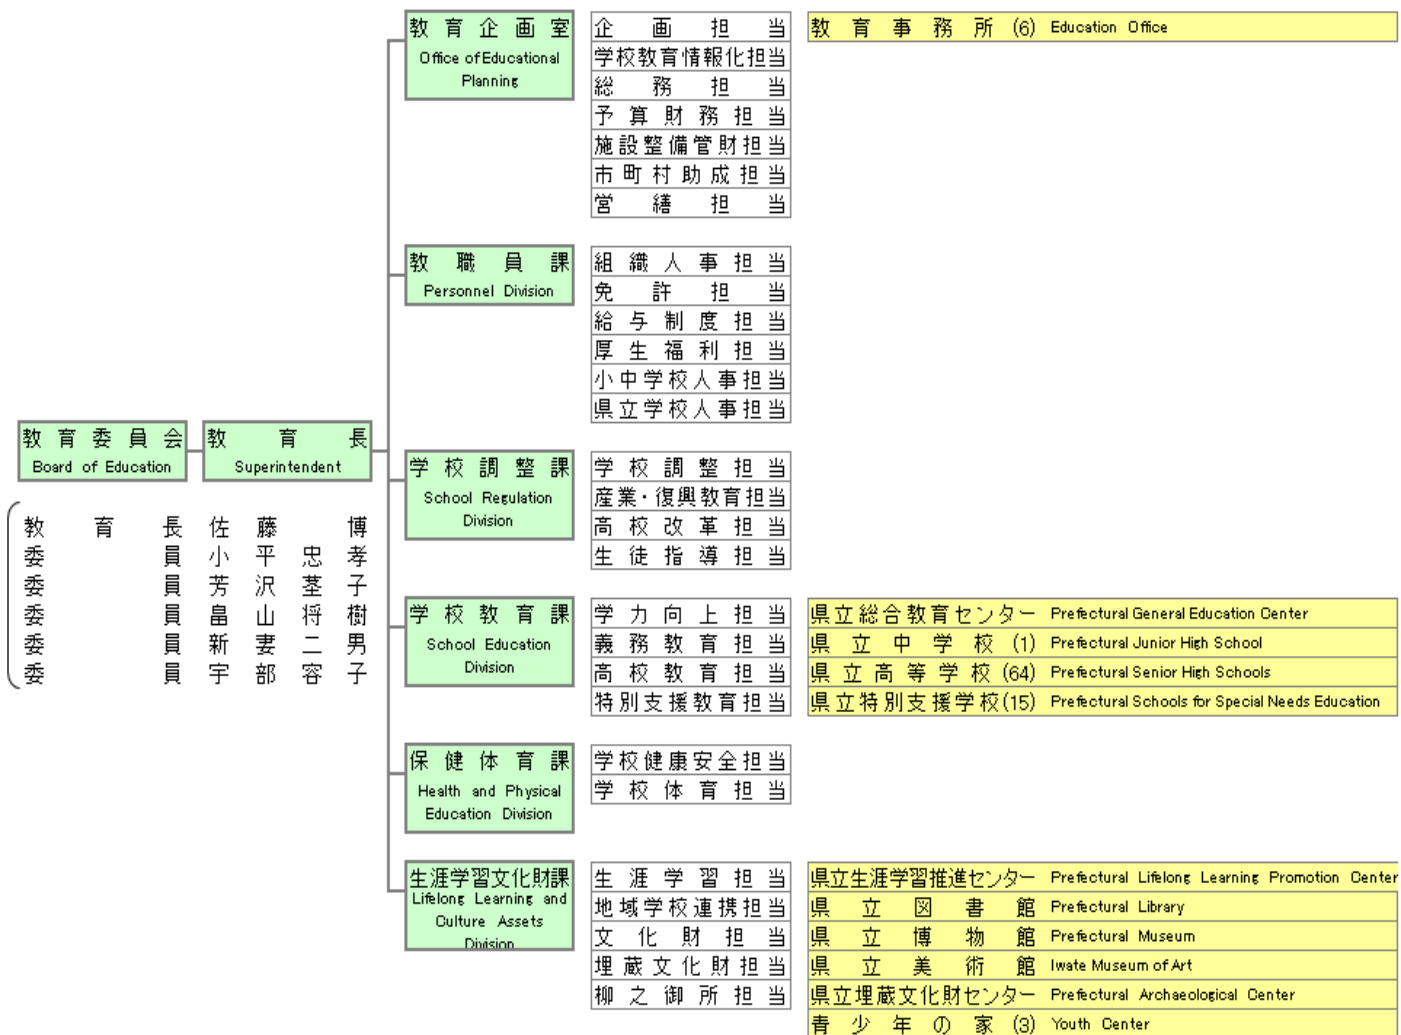 教育委員会
Board of Education
教育長
Superintendent
教育長 佐藤 博
委員 小平忠孝
委員 芳沢茎子
委員 畠山将樹
委員 新妻二男
委員 宇部容子
教育企画室
Office of Educational
Planning
企画担当
学校教育情報化担当
総務担当
予算財務担当
施設整備管財担当
市町村助成担当
営繕担当
教育事務所(6) Education Office
教職員課
Personnel Division
組織人事担当
免許担当
給与制度担当
厚生福利担当
小中学校人事担当
県立学校人事担当
学校調整課
School Regulation
Division
学校調整担当
産業・復興教育担当
高校改革担当
生徒指導担当
学校教育課
School Education
Division
学力向上担当
義務教育担当
高校教育担当
特別支援教育担当
県立総合教育センター Prefectural General Education Center
県立中学校(1) Prefectural Junior High School
県立高等学校(64) Prefectural Senior High Schools
県立特別支援学校(15) Prefectural Schools for Special Needs Education
保健体育課
Health and Physical
Education Division
学校健康安全担当
学校体育担当
生涯学習文化財課
Lifelong Learning and
Culture Assets
Division
生涯学習担当
地域学校連携担当
文化財担当
埋蔵文化財担当
柳之御所担当
県立生涯学習推進センター Prefectural Lifelong Learning Promotion Center
県立図書館 Prefectural Library
県立博物館 Prefectural Museum
県立美術館 Iwate Museum of Art
県立埋蔵文化財センター Prefectural Archaeological Center
青少年の家(3) Youth Center